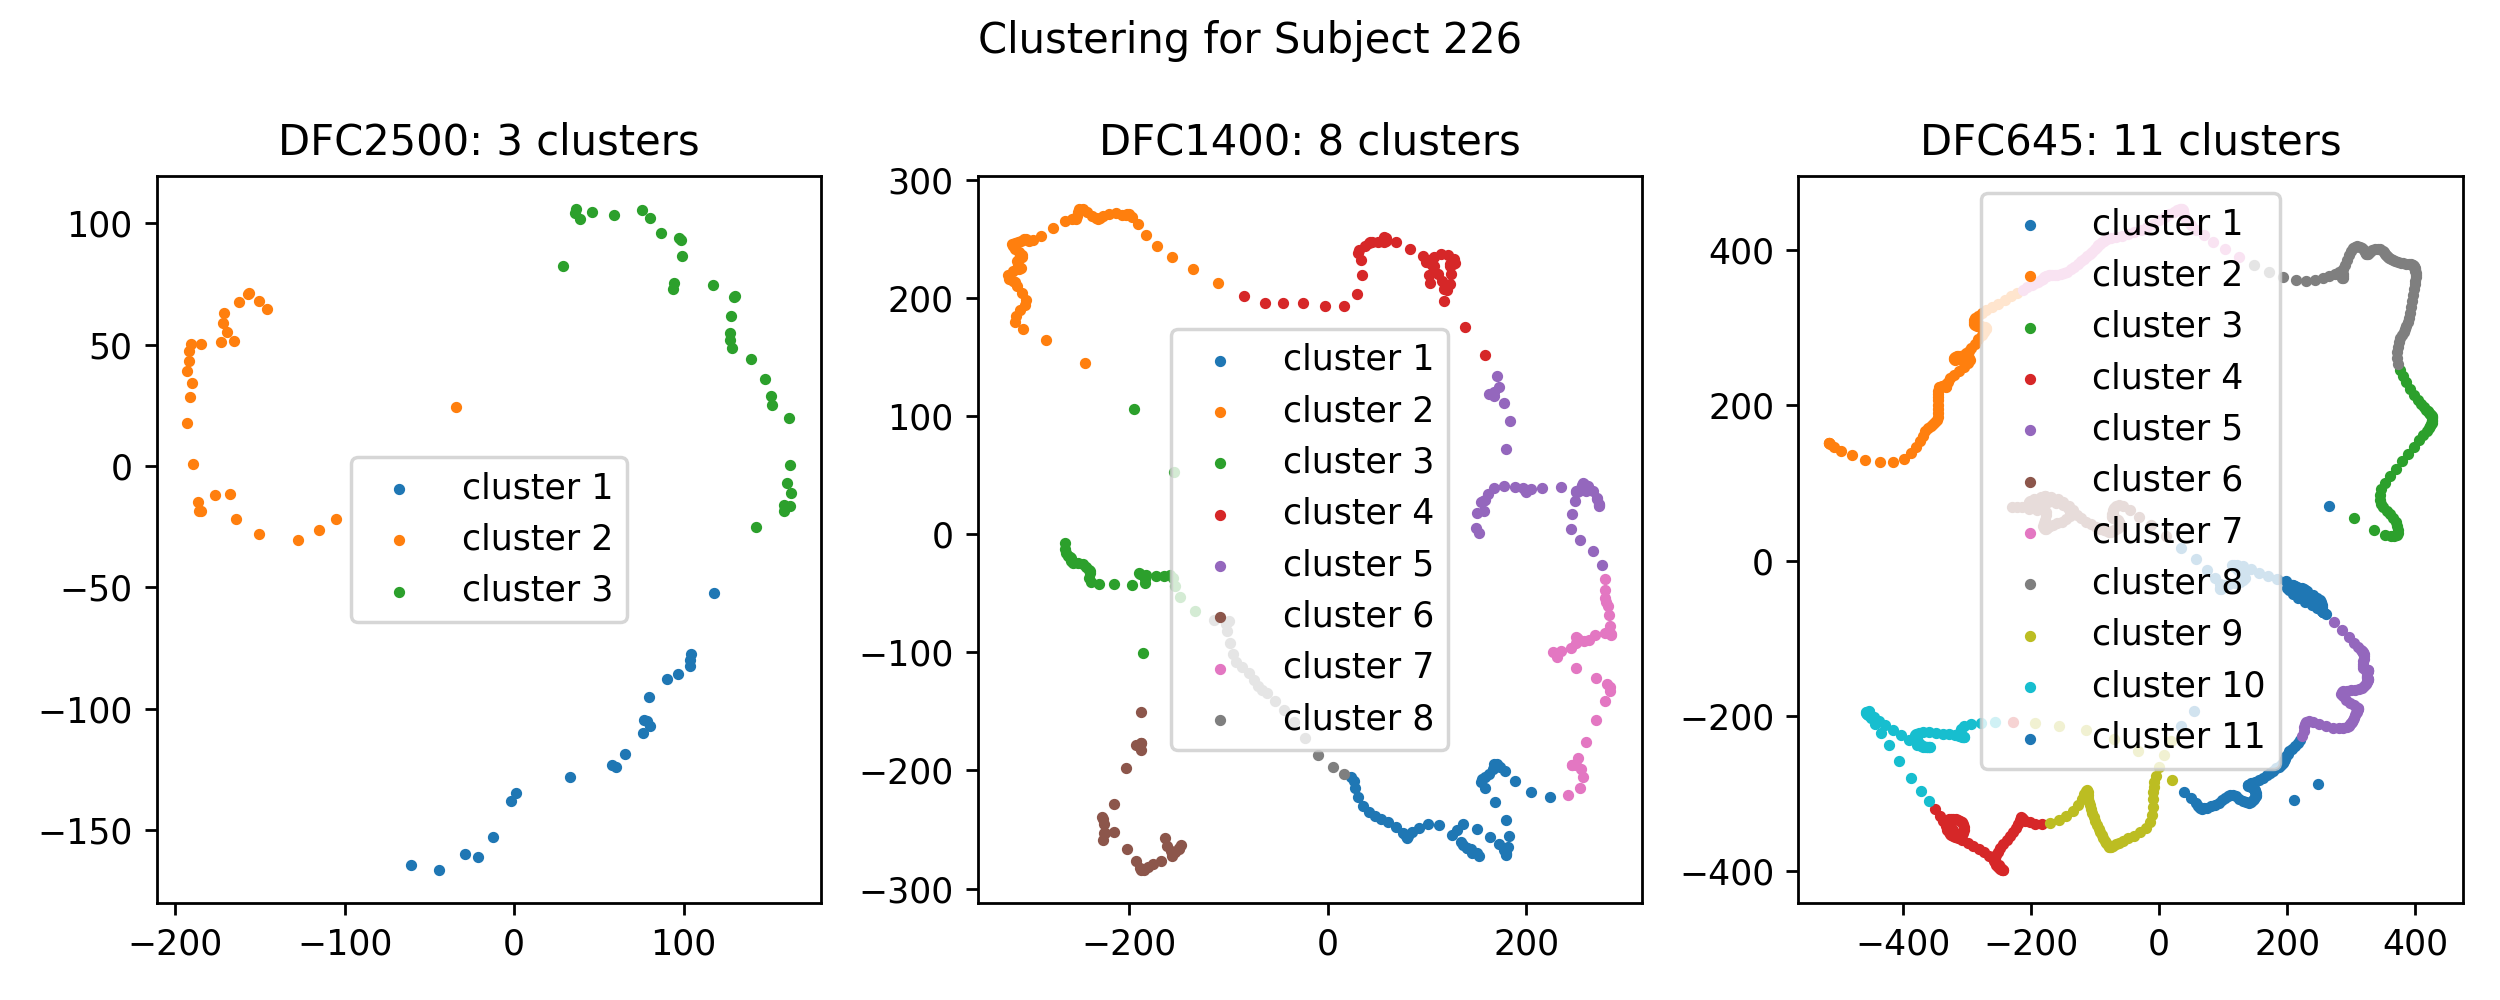 Clustering for Subject 226
DFC2500: 3 clusters
100
50
0
−50
−100
−150
−200
−100
0
100
cluster 1
cluster 2
cluster 3
DFC1400: 8 clusters
300
200
100
0
−100
−200
−300
−200
0
200
cluster 1
cluster 2
cluster 3
cluster 4
cluster 5
cluster 6
cluster 7
cluster 8
DFC645: 11 clusters
400
200
0
−200
−400
−400
−200
0
200
400
cluster 1
cluster 2
cluster 3
cluster 4
cluster 5
cluster 6
cluster 7
cluster 8
cluster 9
cluster 10
cluster 11